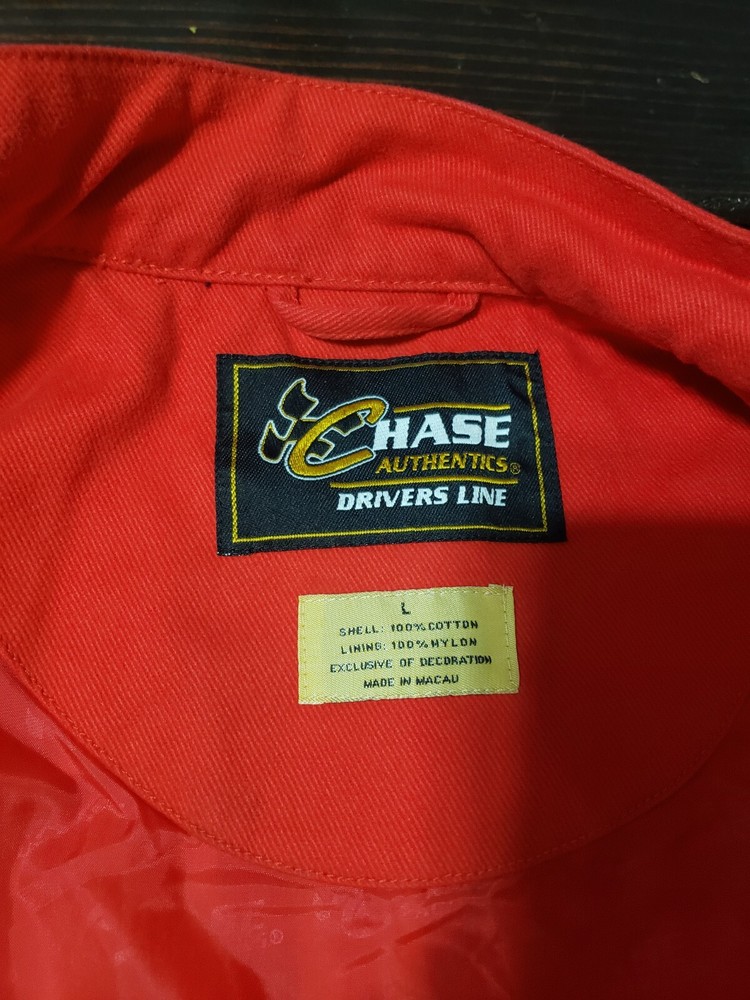 CHASE
AUTHENTICS®
DRIVERS LINE
L
SHELL: 100% COTTON
LINING: 100% NYLON
EXCLUSIVE OF DECORATION
MADE IN MACAU